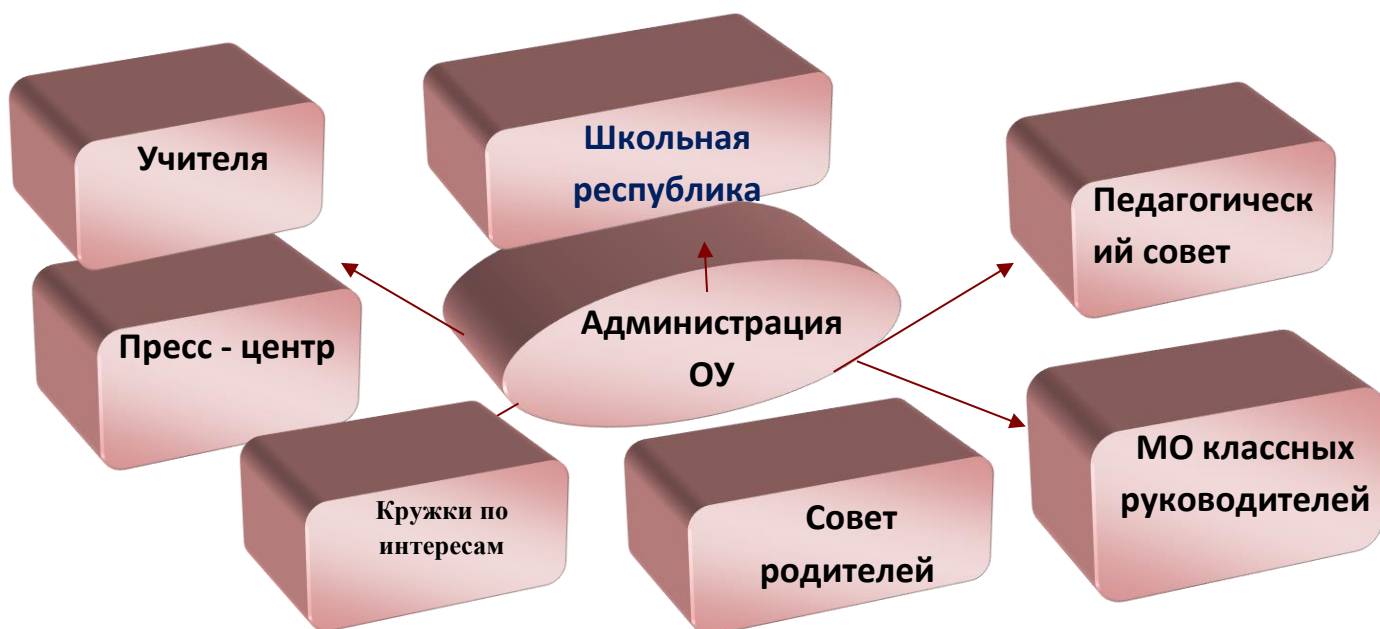 Учителя
Школьная
республика
Педагогическ
ий совет
Пресс - центр
Администрация
ОУ
МО классных
руководителей
Кружки по
интересам
Совет
родителей